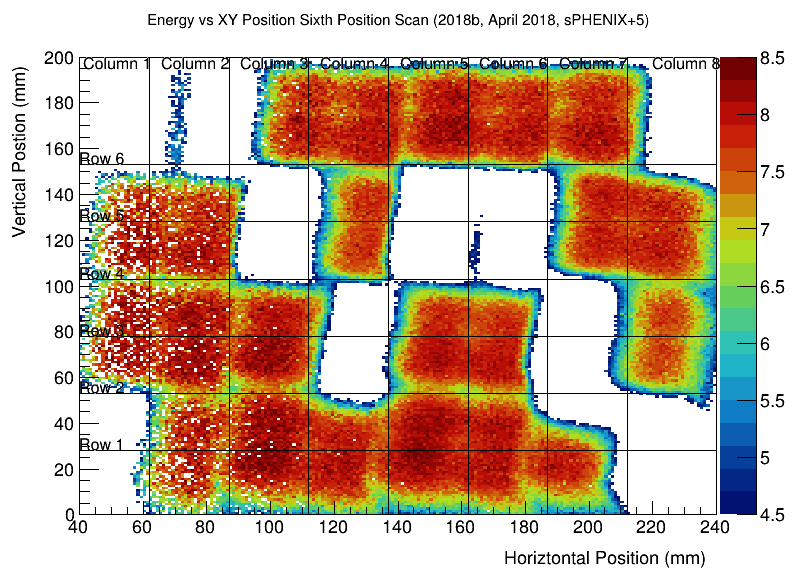 Energy vs XY Position Sixth Position Scan (2018b, April 2018, sPHENIX+5)
Vertical Postion (mm)
200
180
160
140
120
100
80
60
40
20
0
Column 1 Column 2 Column 3 Column 4 Column 5 Column 6 Column 7 Column 8
Row 6
Row 5
Row 4
Row 3
Row 2
Row 1
40 60 80 100 120 140 160 180 200 220 240
Horiztontal Position (mm)
8.5
8
7.5
7
6.5
6
5.5
5
4.5